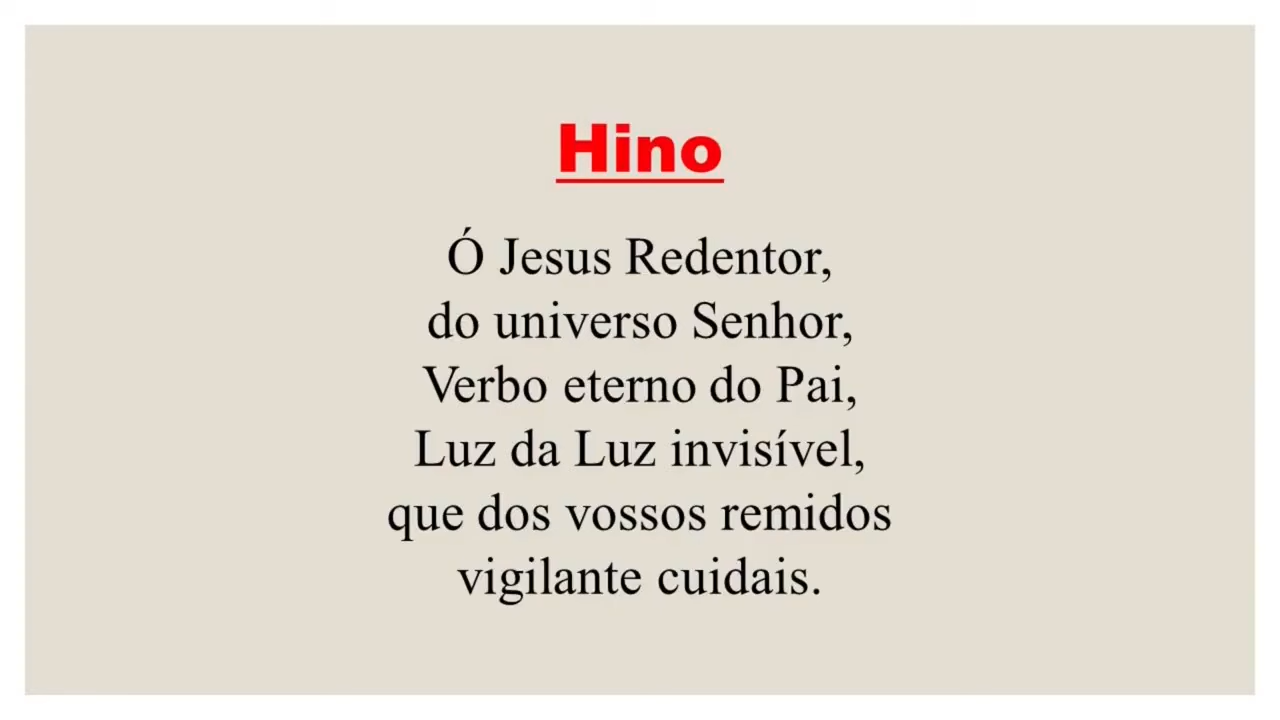 Hino
Ó Jesus Redentor,
do universo Senhor,
Verbo eterno do Pai,
Luz da Luz invisível,
que dos vossos remidos
vigilante cuidais.